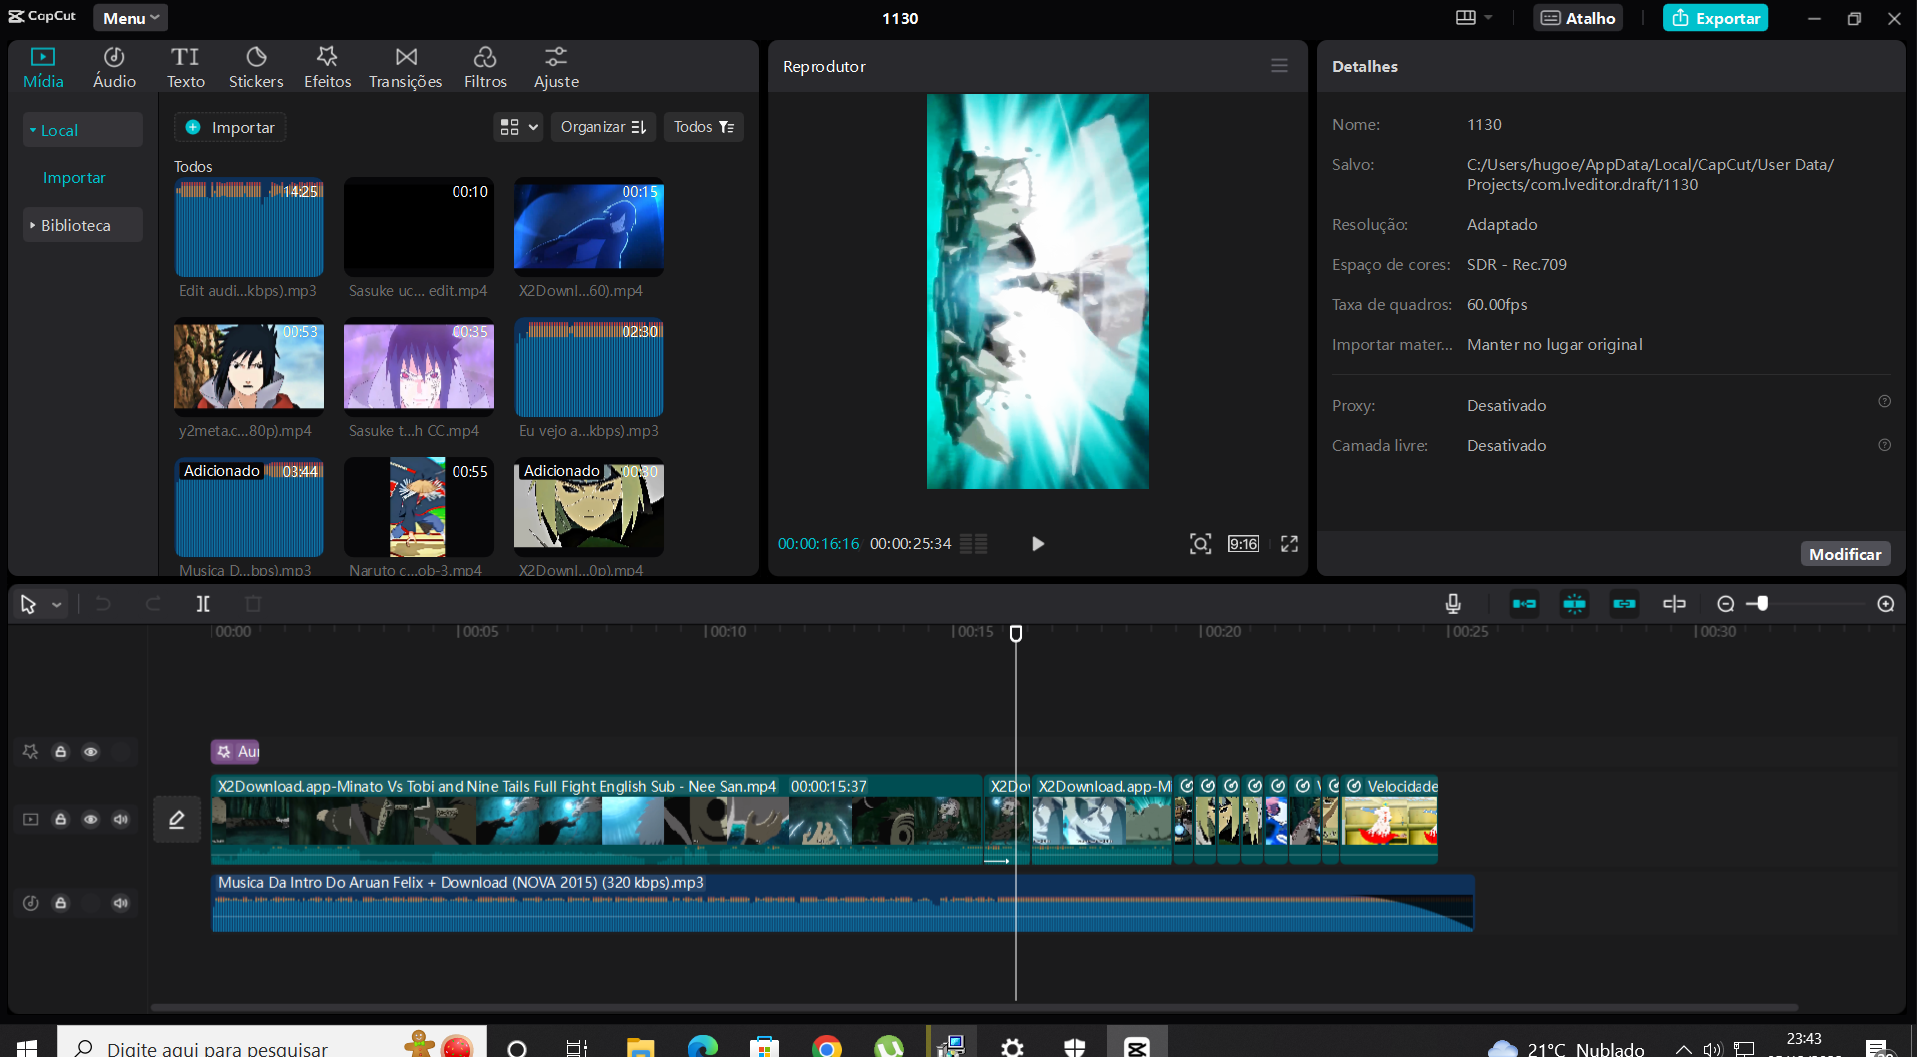 CapCut
Menu
1130
Atalho
Exportar
Mídia
Áudio
Texto
Stickers
Efeitos
Transições
Filtros
Ajuste
Local
Importar
Biblioteca
Importar
Organizar
Todos
Todos
14:25
00:10
00:15
Edit audi...kbps).mp3
Sasuke uc... edit.mp4
X2Downl...60).mp4
00:53
00:35
02:30
y2meta.c...80p).mp4
Sasuke t...h CC.mp4
Eu vejo a...kbps).mp3
Adicionado
03:44
00:55
Adicionado
00:30
Musica D...bps).mp3
Naruto c...ob-3.mp4
X2Downl...0p).mp4
Reprodutor
00:00:16:16
00:00:25:34
9:16
Detalhes
Nome:
1130
Salvo:
C:/Users/hugoe/AppData/Local/CapCut/User Data/
Projects/com.lveditor.draft/1130
Resolução:
Adaptado
Espaço de cores:
SDR - Rec.709
Taxa de quadros:
60.00fps
Importar mater...
Manter no lugar original
Proxy:
Desativado
Camada livre:
Desativado
Modificar
00:00
00:05
00:10
00:15
00:20
00:25
00:30
Au
X2Download.app-Minato Vs Tobi and Nine Tails Full Fight English Sub - Nee San.mp4 00:00:15:37
X2Do
X2Download.app-M
Velocidade
Musica Da Intro Do Aruan Felix + Download (NOVA 2015) (320 kbps).mp3
Digite aqui para pesquisar
21°C Nublado
23:43